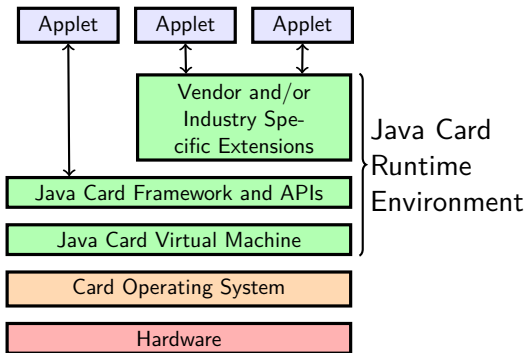 Applet
Applet
Applet
Vendor and/or
Industry Spe-
cific Extensions
Java Card
Runtime
Environment
Java Card Framework and APIs
Java Card Virtual Machine
Card Operating System
Hardware